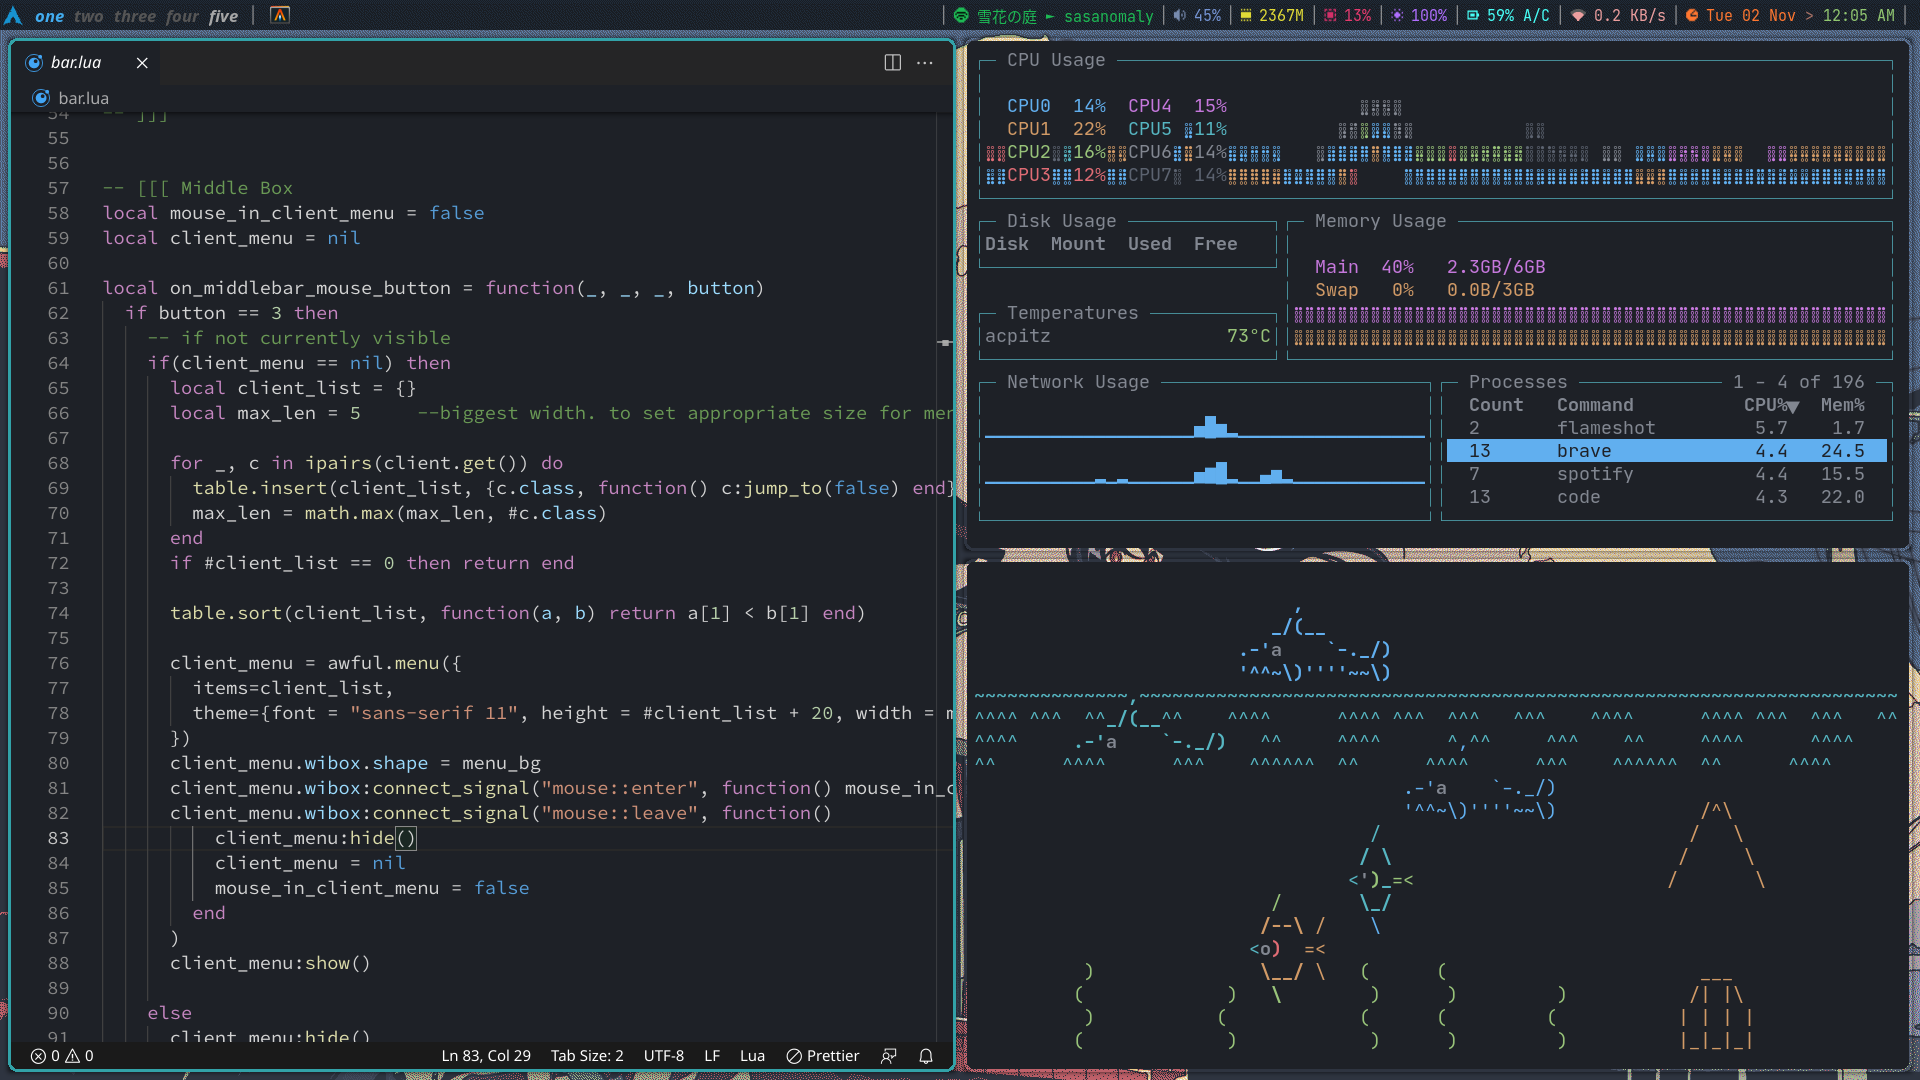 one two three four five
雪花の庭 ► sasanomaly
45%
2367M
13%
100%
59% A/C
0.2 KB/s
Tue 02 Nov > 12:05 AM
bar.lua
bar.lua
54 -- ]]]
55
56
57 -- [[[ Middle Box
58 local mouse_in_client_menu = false
59 local client_menu = nil
60
61 local on_middlebar_mouse_button = function(_, _, _, button)
62 if button == 3 then
63 -- if not currently visible
64 if(client_menu == nil) then
65 local client_list = {}
66 local max_len = 5 --biggest width. to set appropriate size for men
67
68 for _, c in ipairs(client.get()) do
69 table.insert(client_list, {c.class, function() c:jump_to(false) end}
70 max_len = math.max(max_len, #c.class)
71 end
72 if #client_list == 0 then return end
73
74 table.sort(client_list, function(a, b) return a[1] < b[1] end)
75
76 client_menu = awful.menu({
77 items=client_list,
78 theme={font = "sans-serif 11", height = #client_list + 20, width = m
79 })
80 client_menu.wibox.shape = menu_bg
81 client_menu.wibox:connect_signal("mouse::enter", function() mouse_in_c
82 client_menu.wibox:connect_signal("mouse::leave", function()
83 client_menu:hide()
84 client_menu = nil
85 mouse_in_client_menu = false
86 end
87 )
88 client_menu:show()
89
90 else
91 client_menu:hide()
0 0 Ln 83, Col 29 Tab Size: 2 UTF-8 LF Lua Prettier
CPU Usage
CPU0 14% CPU4 15%
CPU1 22% CPU5 11%
CPU2 16% CPU6 14%
CPU3 12% CPU7 14%
Disk Usage
Disk Mount Used Free
Memory Usage
Main 40% 2.3GB/6GB
Swap 0% 0.0B/3GB
Temperatures
acpitz 73°C
Network Usage
Processes 1 - 4 of 196
Count Command CPU%▼ Mem%
2 flameshot 5.7 1.7
13 brave 4.4 24.5
7 spotify 4.4 15.5
13 code 4.3 22.0